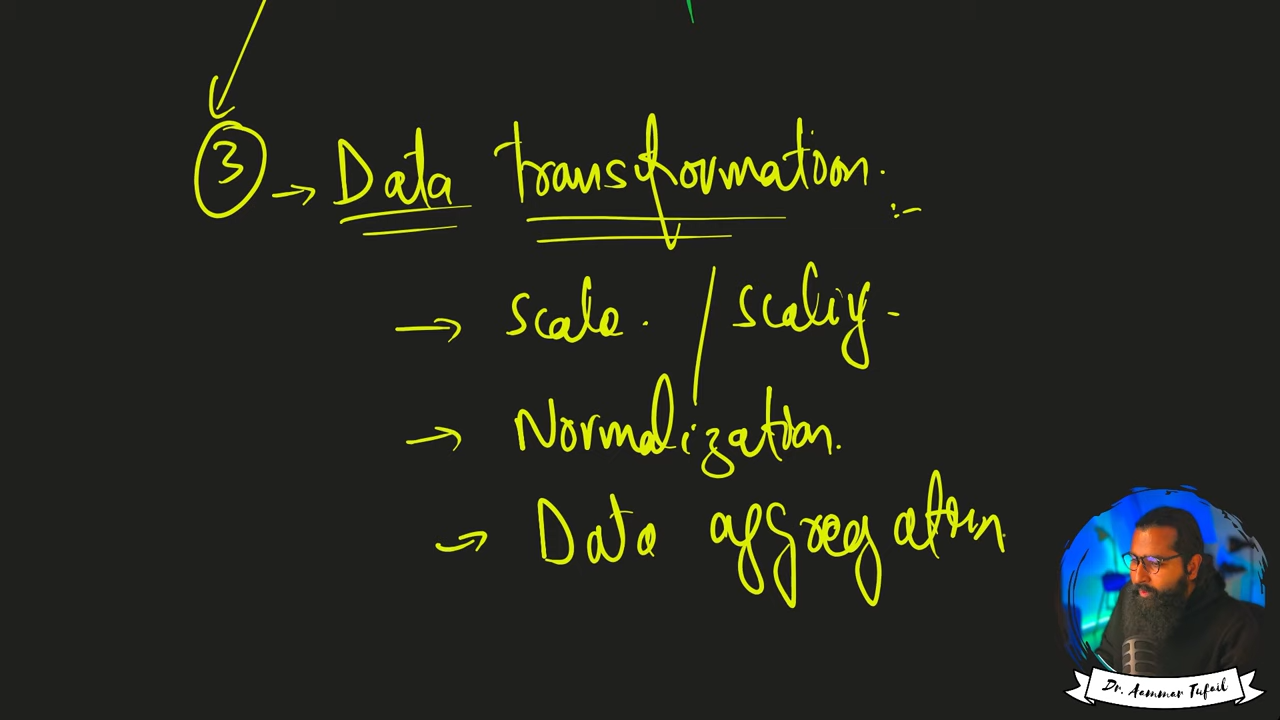 3 → Data transformation. :-
→ Scale. / Scaling -
→ Normalization.
→ Data aggregation
Dr. Aammar Tufail